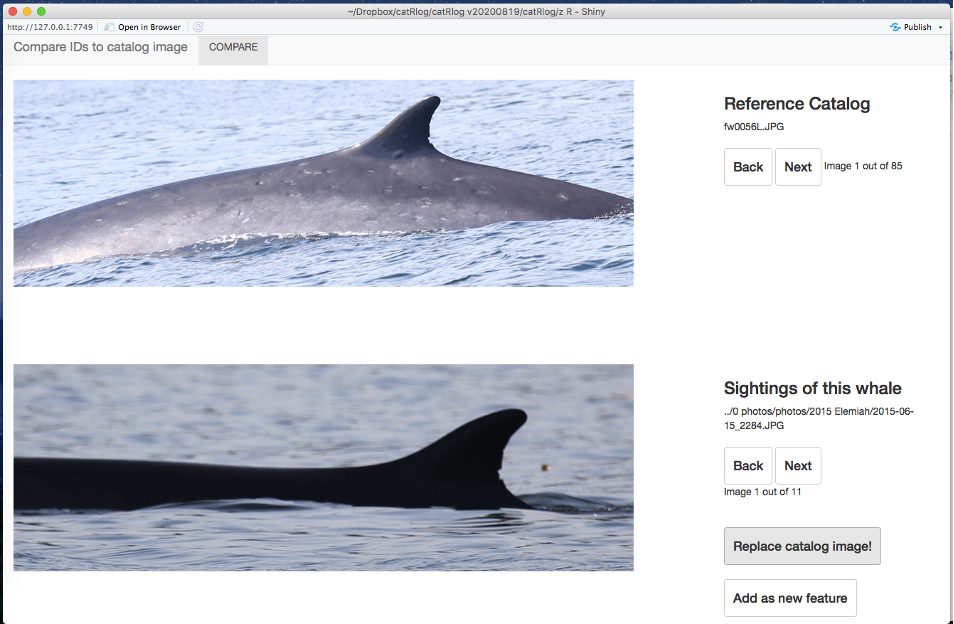 ~/Dropbox/catRlog/catRlog v20200819/catRlog/z R - Shiny
http://127.0.0.1:7749 Open in Browser Publish
Compare IDs to catalog image COMPARE
Reference Catalog
fw0056L.JPG
Back Next Image 1 out of 85
Sightings of this whale
../0 photos/photos/2015 Elemiah/2015-06-
15_2284.JPG
Back Next
Image 1 out of 11
Replace catalog image!
Add as new feature